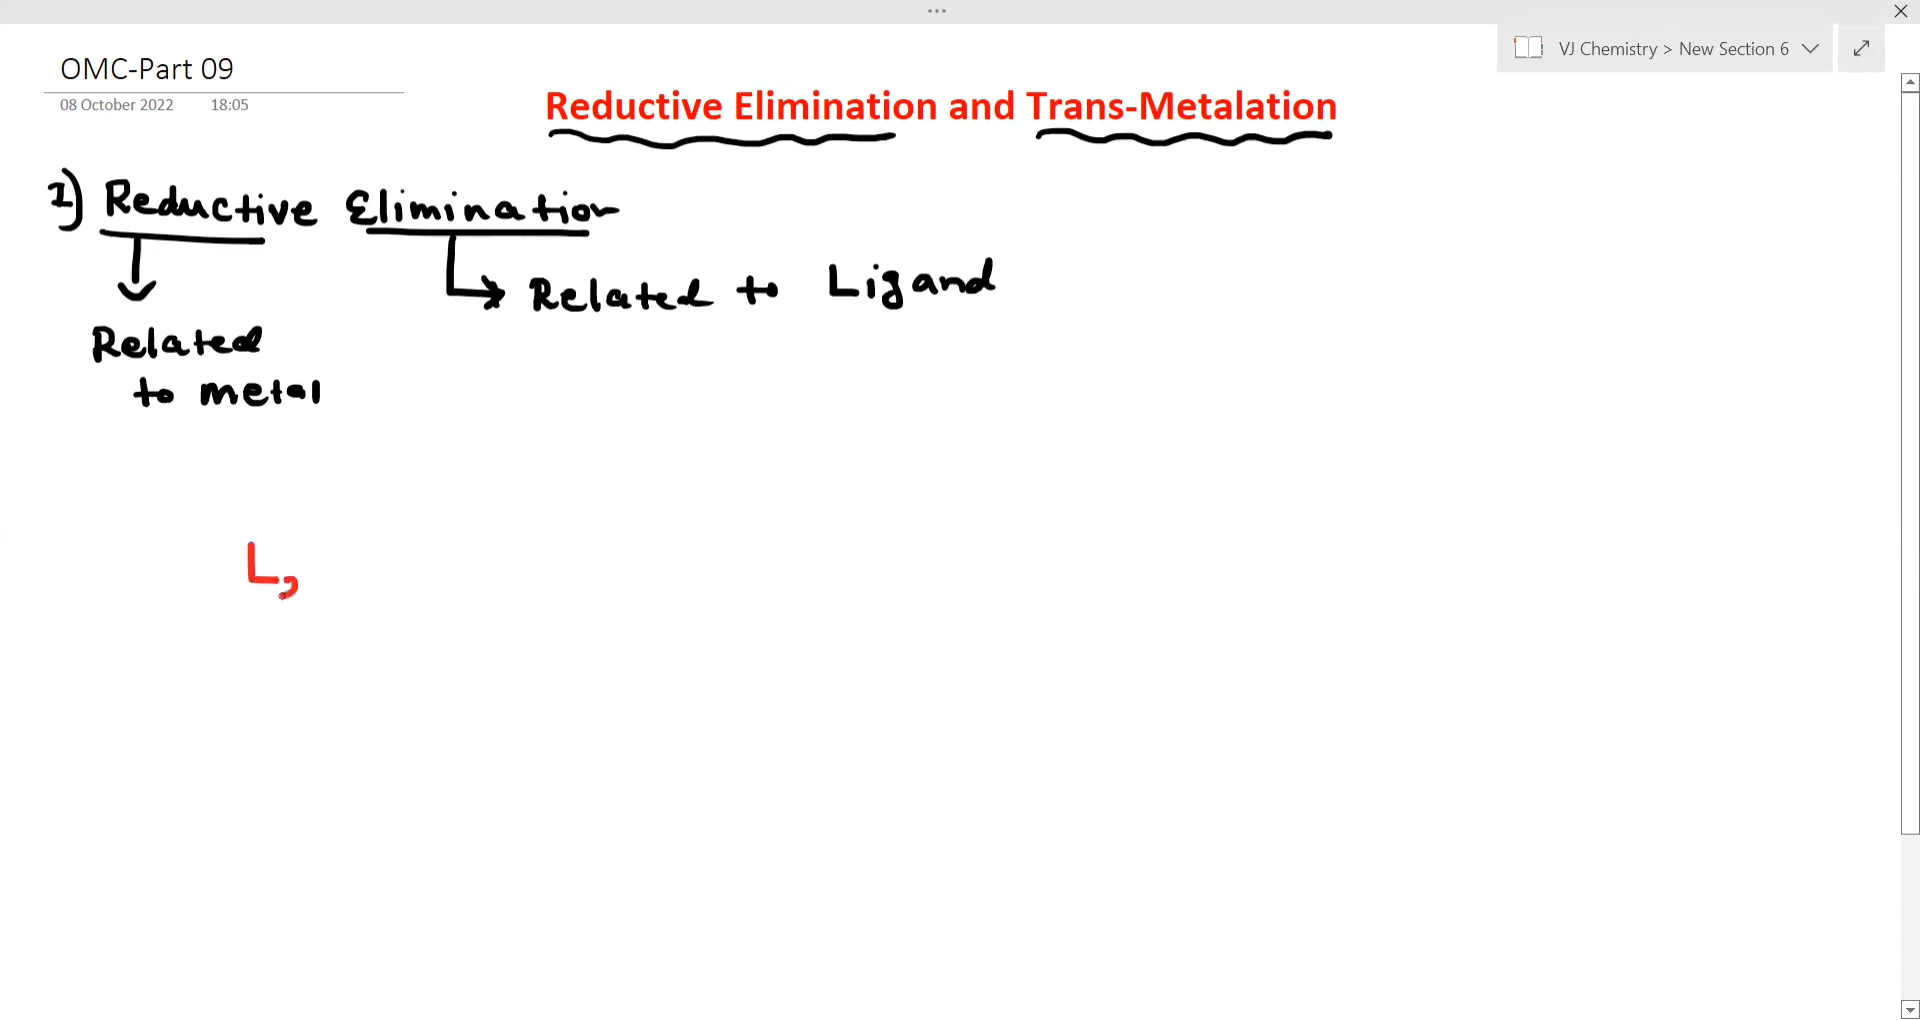 VJ Chemistry > New Section 6
OMC-Part 09
08 October 2022 18:05
Reductive Elimination and Trans-Metalation
1) Reductive Elimination
Related to Ligand
Related
to metal
L,